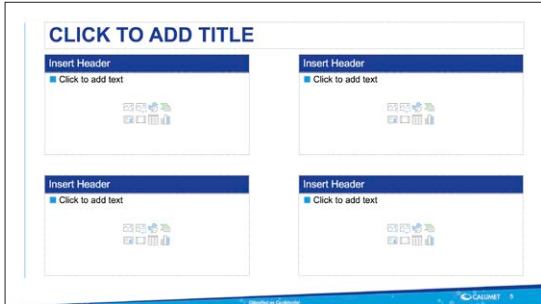 CLICK TO ADD TITLE
Insert Header
Click to add text
Insert Header
Click to add text
Insert Header
Click to add text
Insert Header
Click to add text
CALUMET 5